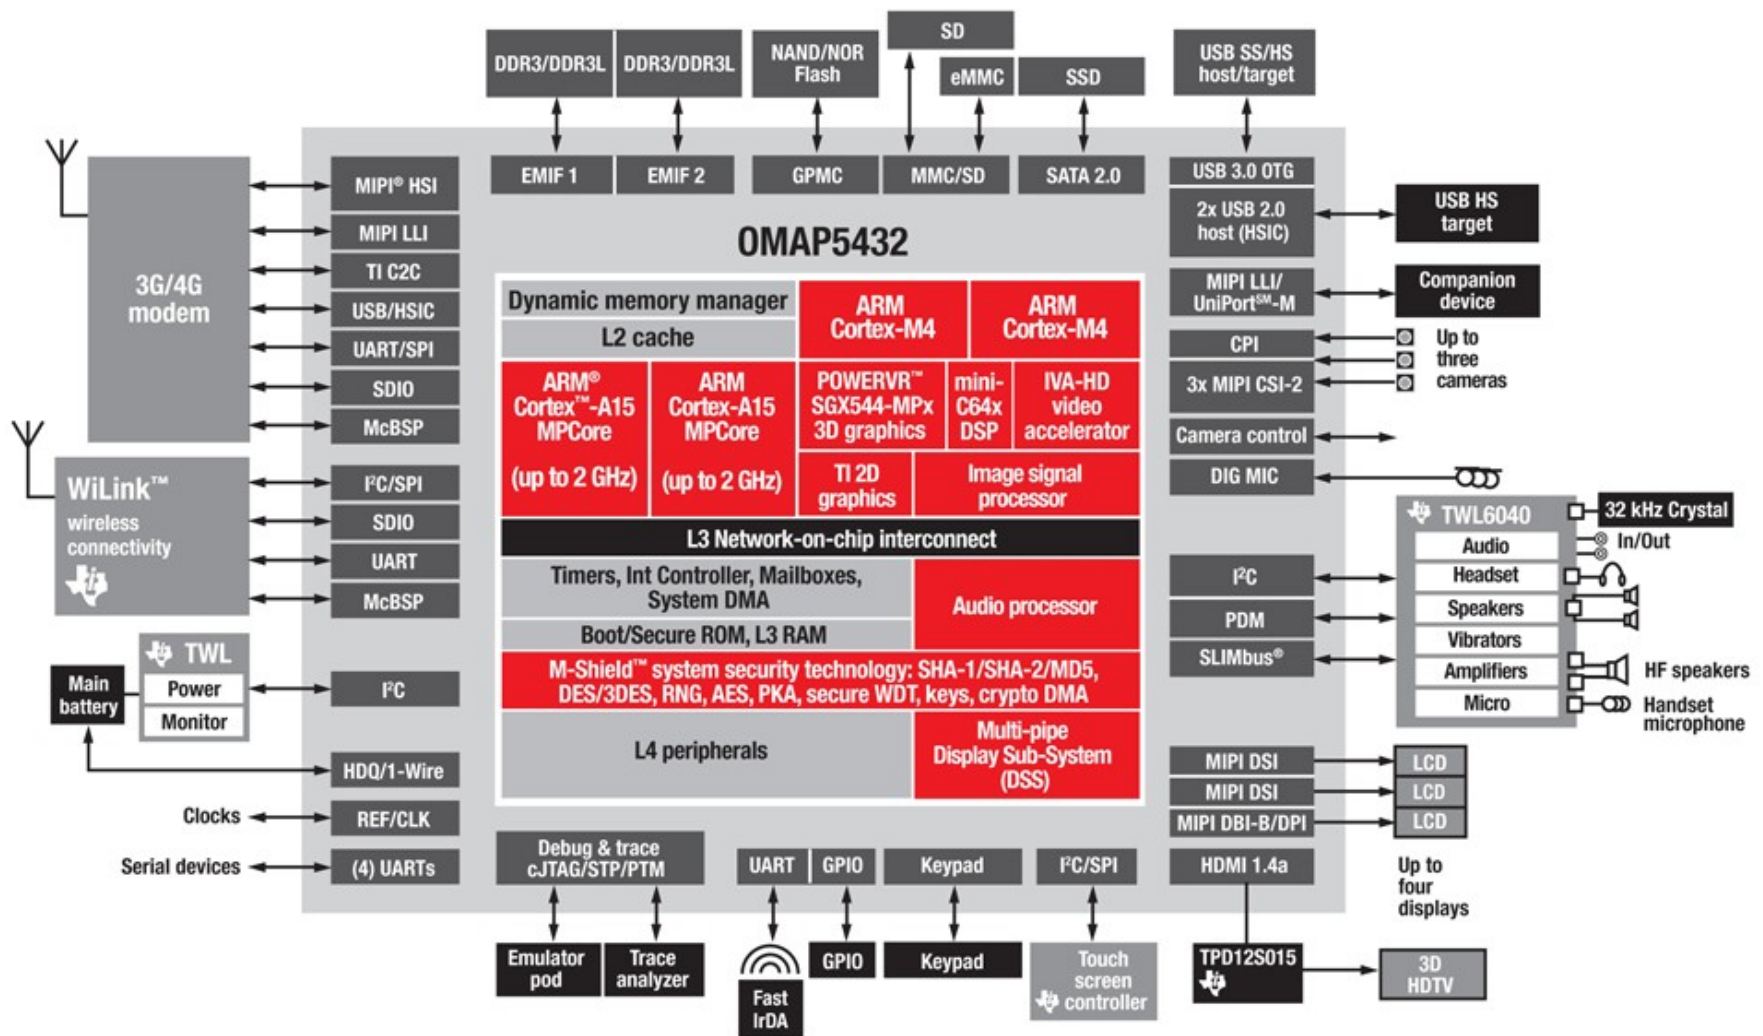 SD
DDR3/DDR3L
DDR3/DDR3L
NAND/NOR
Flash
eMMC
SSD
USB SS/HS
host/target
EMIF 1
EMIF 2
GPMC
MMC/SD
SATA 2.0
USB 3.0 OTG
2x USB 2.0
host (HSIC)
USB HS
target
MIPI LLI/
UniPort℠-M
Companion
device
CPI
3x MIPI CSI-2
Up to
three
cameras
Camera control
DIG MIC
3G/4G
modem
MIPI® HSI
MIPI LLI
TI C2C
USB/HSIC
UART/SPI
SDIO
McBSP
WiLink™
wireless
connectivity
I²C/SPI
SDIO
UART
McBSP
TWL
Power
Monitor
Main
battery
I²C
HDQ/1-Wire
Clocks
REF/CLK
Serial devices
(4) UARTs
OMAP5432
Dynamic memory manager
L2 cache
ARM
Cortex-M4
ARM
Cortex-M4
ARM®
Cortex™-A15
MPCore
(up to 2 GHz)
ARM
Cortex-A15
MPCore
(up to 2 GHz)
POWERVR™
SGX544-MPx
3D graphics
mini-
C64x
DSP
IVA-HD
video
accelerator
TI 2D
graphics
Image signal
processor
L3 Network-on-chip interconnect
Timers, Int Controller, Mailboxes,
System DMA
Boot/Secure ROM, L3 RAM
Audio processor
M-Shield™ system security technology: SHA-1/SHA-2/MD5,
DES/3DES, RNG, AES, PKA, secure WDT, keys, crypto DMA
L4 peripherals
Multi-pipe
Display Sub-System
(DSS)
TWL6040
32 kHz Crystal
Audio
In/Out
Headset
Speakers
Vibrators
Amplifiers
HF speakers
Micro
Handset
microphone
I²C
PDM
SLIMbus®
MIPI DSI
LCD
MIPI DSI
LCD
MIPI DBI-B/DPI
LCD
Up to
four
displays
HDMI 1.4a
TPD12S015
3D
HDTV
Debug & trace
cJTAG/STP/PTM
UART
GPIO
Keypad
I²C/SPI
Emulator
pod
Trace
analyzer
Fast
IrDA
GPIO
Keypad
Touch
screen
controller